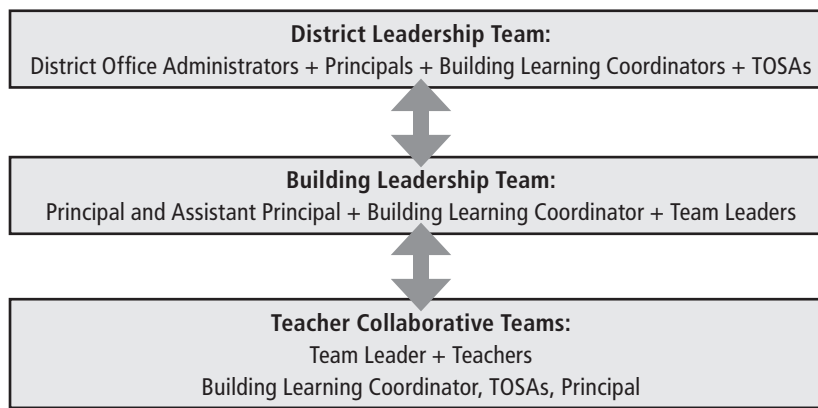 District Leadership Team:
District Office Administrators + Principals + Building Learning Coordinators + TOSAs
Building Leadership Team:
Principal and Assistant Principal + Building Learning Coordinator + Team Leaders
Teacher Collaborative Teams:
Team Leader + Teachers
Building Learning Coordinator, TOSAs, Principal